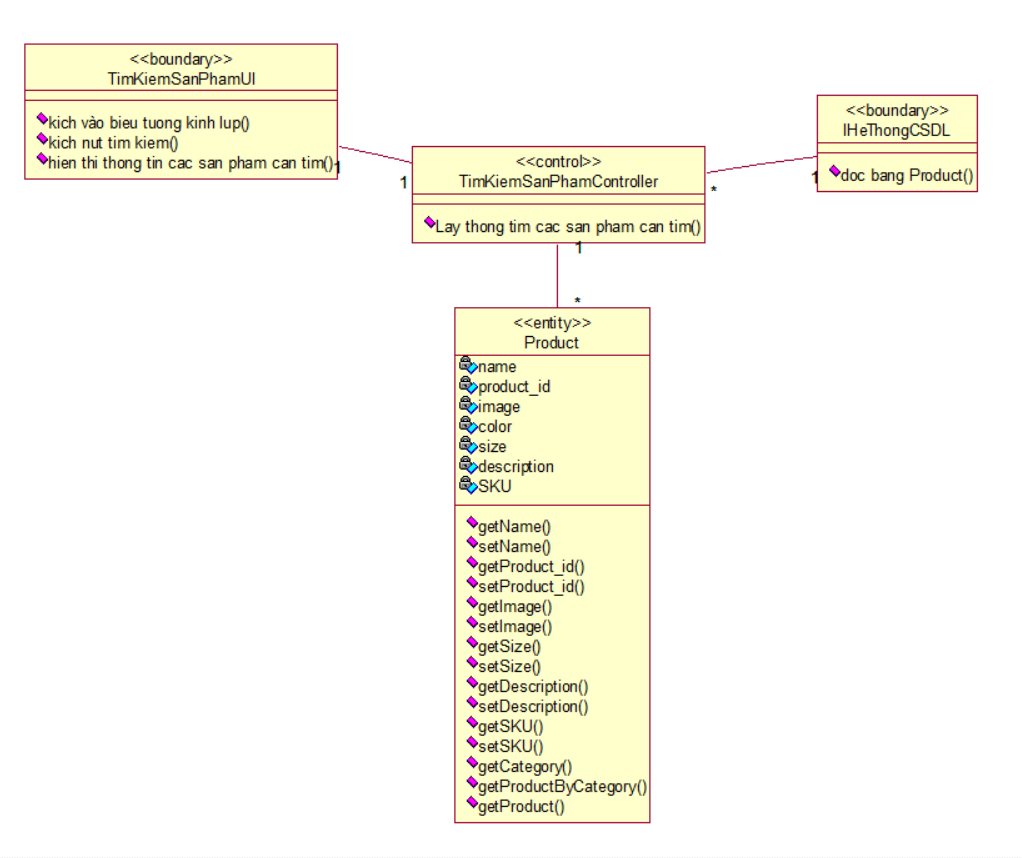 <<boundary>>
TimKiemSanPhamUI
kich vào bieu tuong kinh lup()
kich nut tim kiem()
hien thi thong tin cac san pham can tim()
1
1
<<control>>
TimKiemSanPhamController
Lay thong tim cac san pham can tim()
*
1
<<boundary>>
IHeThongCSDL
doc bang Product()
1
*
<<entity>>
Product
name
product_id
image
color
size
description
SKU
getName()
setName()
getProduct_id()
setProduct_id()
getImage()
setImage()
getSize()
setSize()
getDescription()
setDescription()
getSKU()
setSKU()
getCategory()
getProductByCategory()
getProduct()